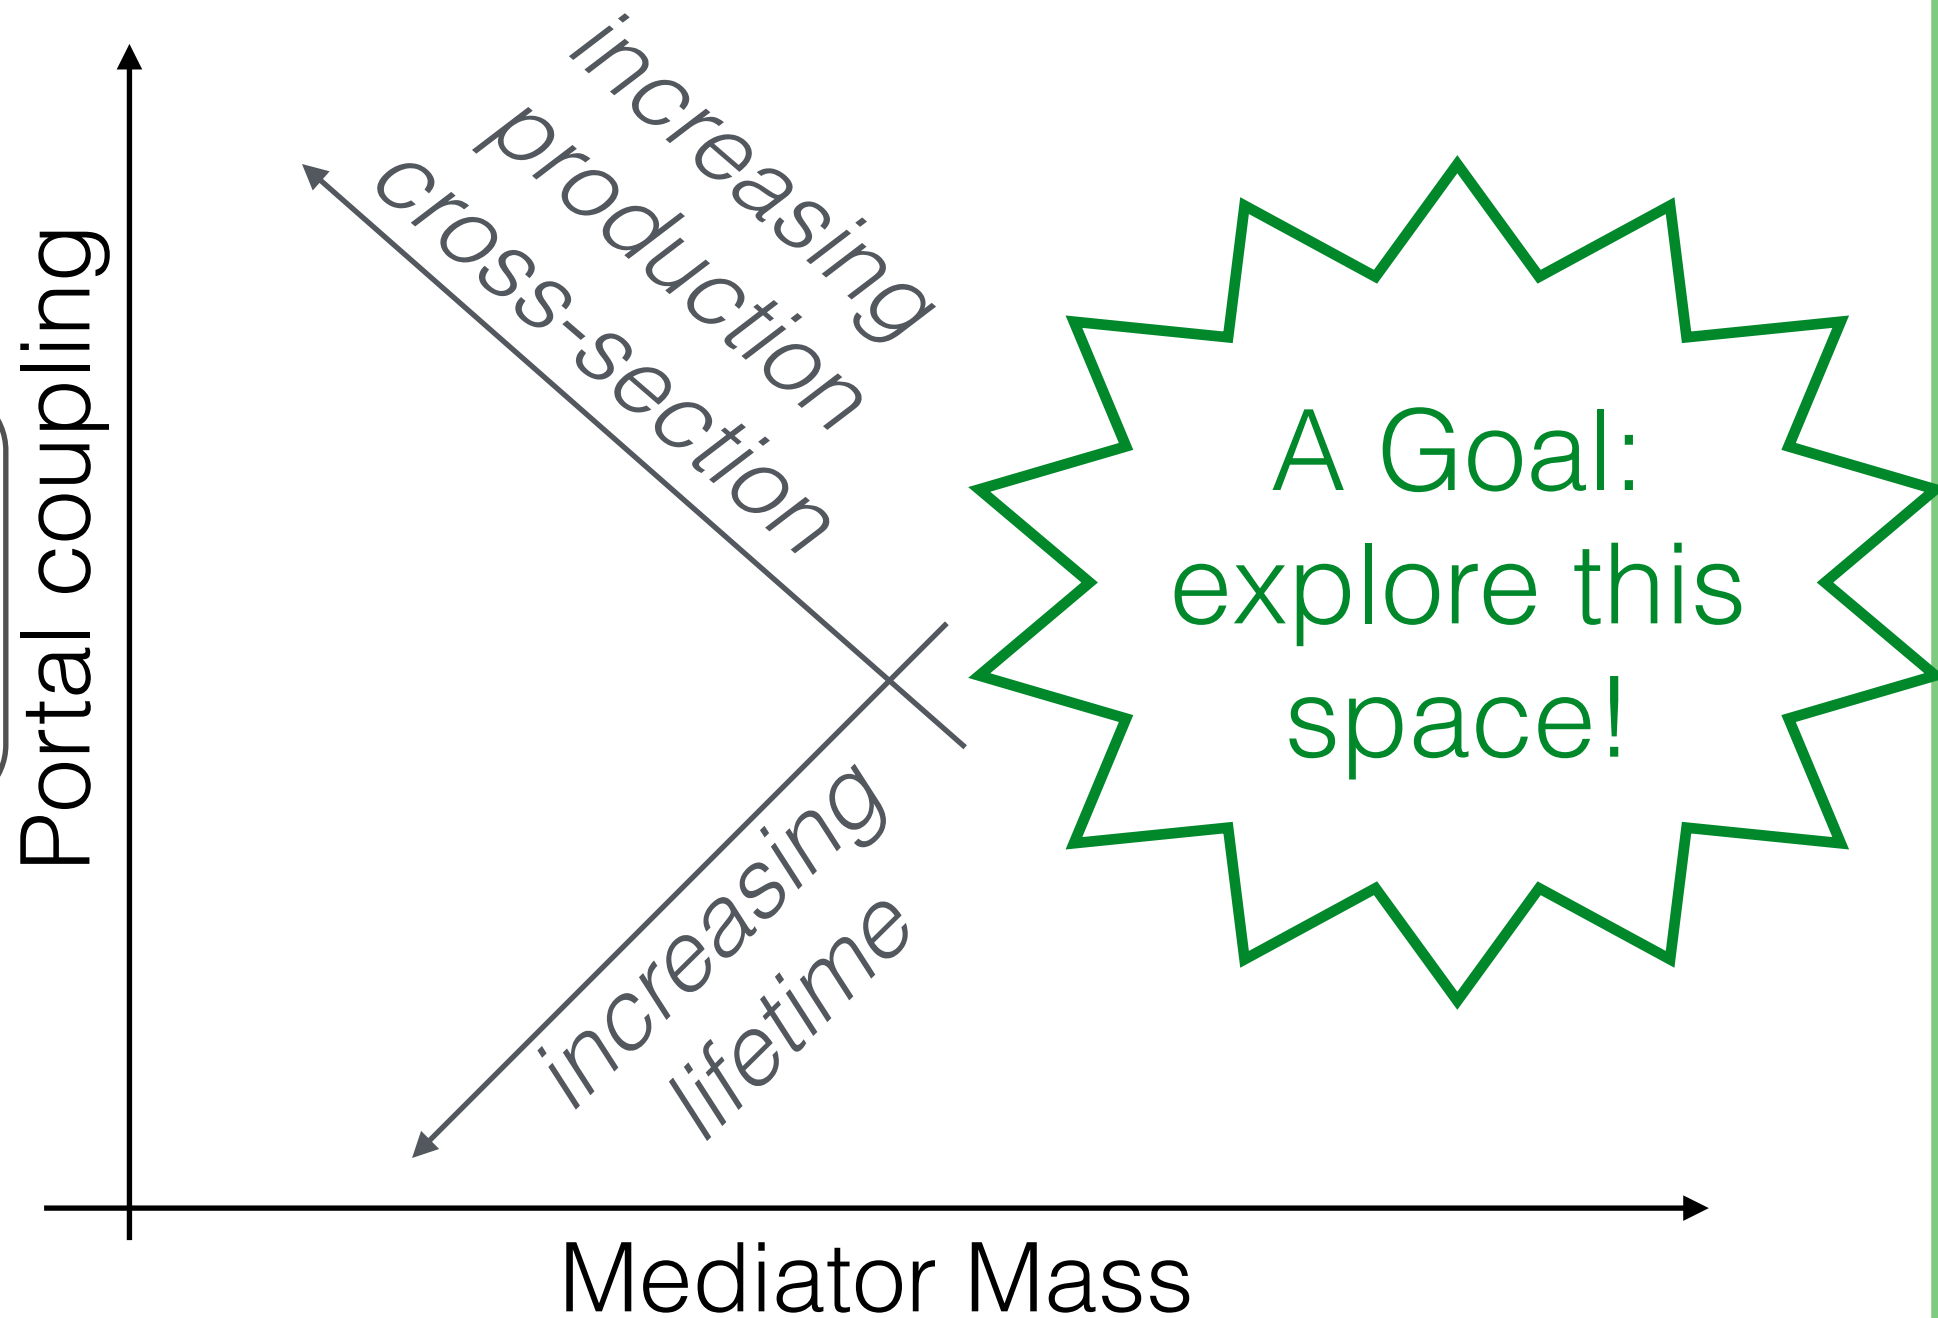 Portal coupling
increasing
production
cross-section
increasing
lifetime
A Goal:
explore this
space!
Mediator Mass